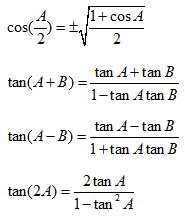 cos(A/2) = ±√((1+cos A)/2)
tan(A+B) = (tan A+tan B)/(1−tan A tan B)
tan(A−B) = (tan A−tan B)/(1+tan A tan B)
tan(2A) = (2 tan A)/(1−tan² A)